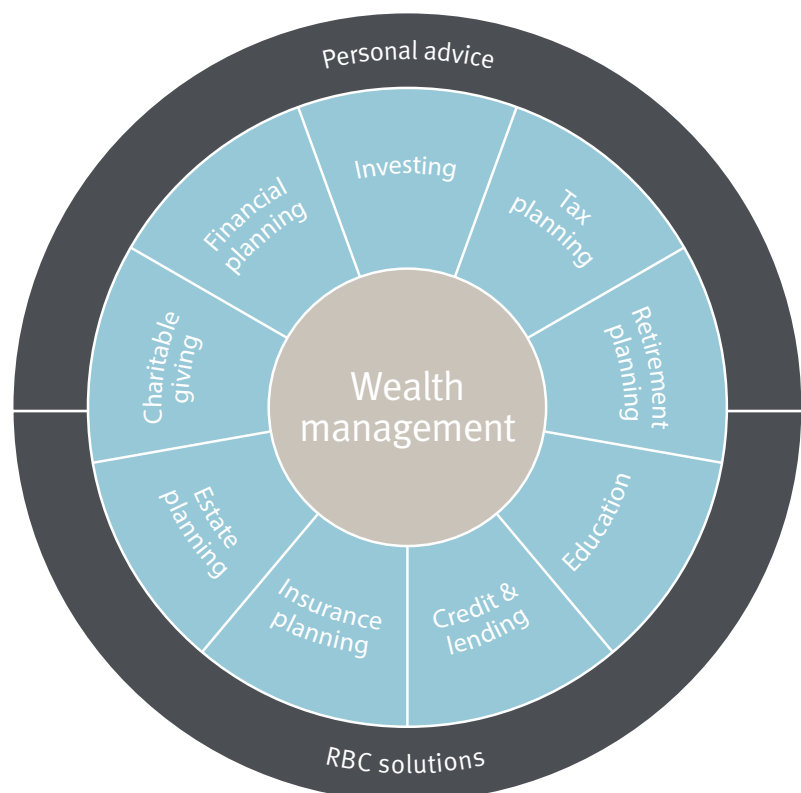 Personal advice
Investing
Tax
planning
Retirement
planning
Education
Credit &
lending
Insurance
planning
Estate
planning
Charitable
giving
Financial
planning
Wealth
management
RBC solutions